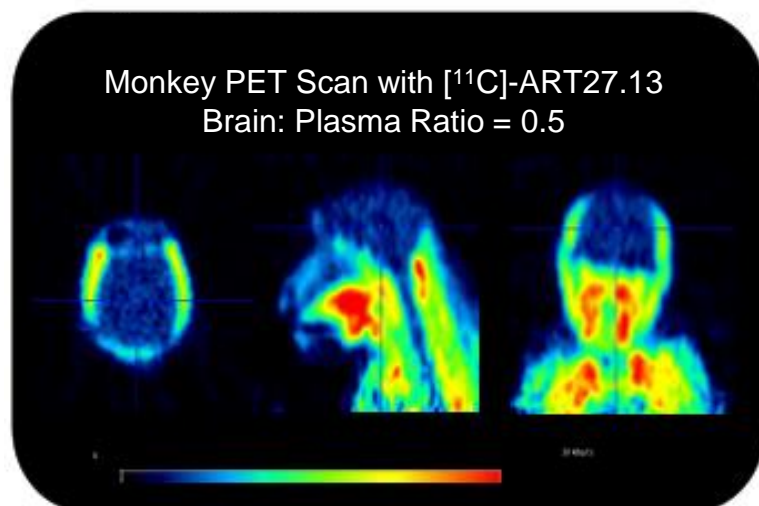 Monkey PET Scan with [¹¹C]-ART27.13
Brain: Plasma Ratio = 0.5